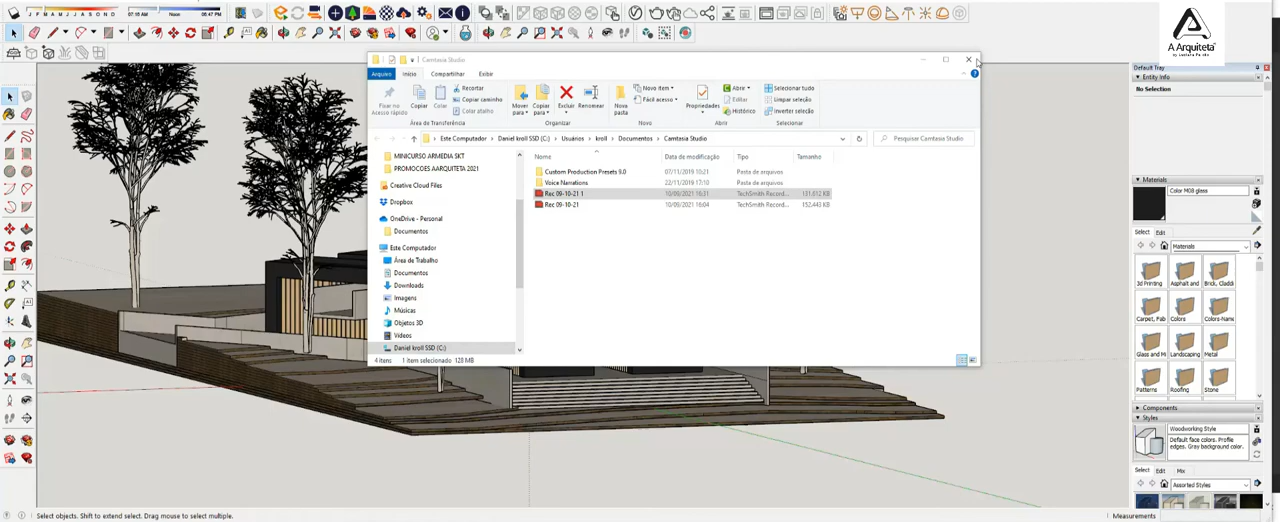 J F M A M J J A S O N D
07:18 AM Noon 06:47 PM
A Arquiteta
Camtasia Studio
Arquivo Início Compartilhar Exibir
Fixar no Acesso rápido
Copiar
Colar
Recortar
Copiar caminho
Colar atalho
Área de Transferência
Mover para
Copiar para
Excluir
Renomear
Organizar
Nova pasta
Novo item
Fácil acesso
Novo
Propriedades
Abrir
Editar
Histórico
Abrir
Selecionar tudo
Limpar seleção
Inverter seleção
Selecionar
Este Computador > Daniel kroll SSD (C:) > Usuários > kroll > Documentos > Camtasia Studio
Pesquisar Camtasia Studio
MINICURSO ARMEDIA SKT
PROMOCOES AARQUITETA 2021
Creative Cloud Files
Dropbox
OneDrive - Personal
Documentos
Este Computador
Área de Trabalho
Documentos
Downloads
Imagens
Músicas
Objetos 3D
Vídeos
Daniel kroll SSD (C:)
Nome Data de modificação Tipo Tamanho
Custom Production Presets 9.0 07/11/2019 10:21 Pasta de arquivos
Voice Narrations 22/11/2019 17:10 Pasta de arquivos
Rec 09-10-21 1 10/09/2021 16:31 TechSmith Record... 131.612 KB
Rec 09-10-21 10/09/2021 16:04 TechSmith Record... 152.443 KB
4 itens 1 item selecionado 128 MB
Default Tray
Entity Info
No Selection
Materials
Color M08 glass
Select Edit
Materials
3d Printing
Asphalt and
Brick, Claddi
Carpet, Fab
Colors
Colors-Name
Glass and M
Landscaping
Metal
Patterns
Roofing
Stone
Components
Styles
Woodworking Style
Default face colors. Profile
edges. Gray background color.
Select Edit Mix
Assorted Styles
Select objects. Shift to extend select. Drag mouse to select multiple.
Measurements